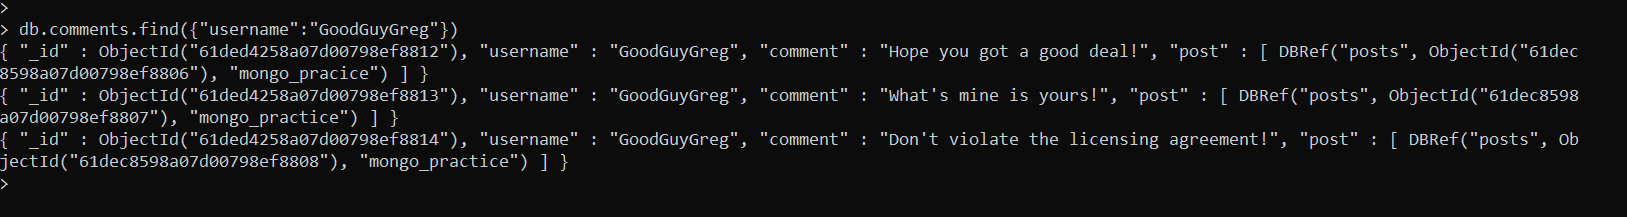 >
> db.comments.find({"username":"GoodGuyGreg"})
{ "_id" : ObjectId("61ded4258a07d00798ef8812"), "username" : "GoodGuyGreg", "comment" : "Hope you got a good deal!", "post" : [ DBRef("posts", ObjectId("61dec
8598a07d00798ef8806"), "mongo_pracice") ] }
{ "_id" : ObjectId("61ded4258a07d00798ef8813"), "username" : "GoodGuyGreg", "comment" : "What's mine is yours!", "post" : [ DBRef("posts", ObjectId("61dec8598
a07d00798ef8807"), "mongo_practice") ] }
{ "_id" : ObjectId("61ded4258a07d00798ef8814"), "username" : "GoodGuyGreg", "comment" : "Don't violate the licensing agreement!", "post" : [ DBRef("posts", Ob
jectId("61dec8598a07d00798ef8808"), "mongo_practice") ] }
>